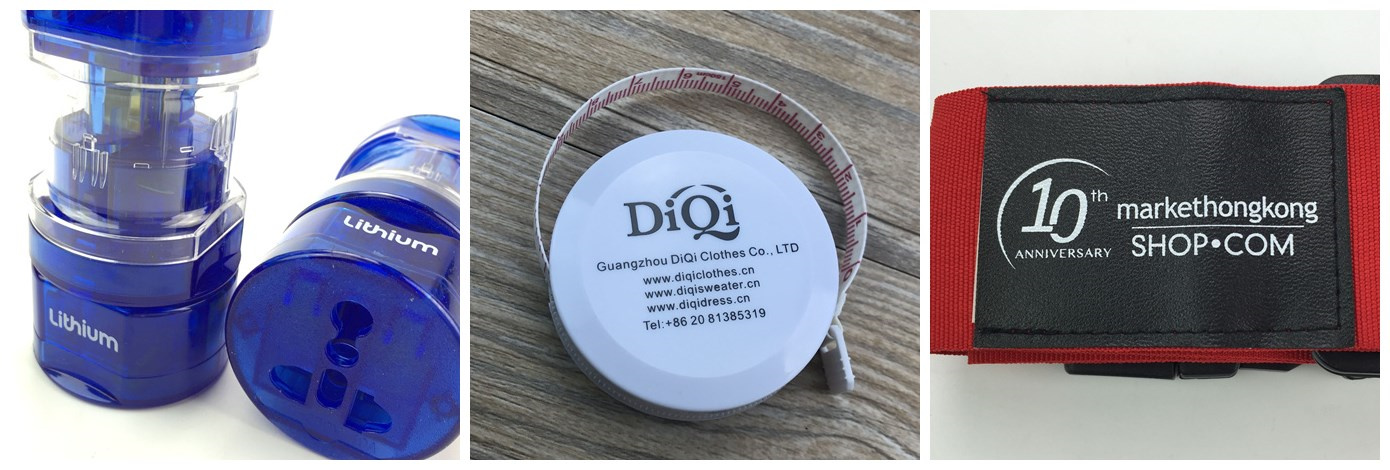 Lithium
Lithium
DiQi
Guangzhou DiQi Clothes Co., LTD
www.diqiclothes.cn
www.diqisweater.cn
www.diqidress.cn
Tel:+86 20 81385319
10th
ANNIVERSARY
markethongkong
SHOP•COM